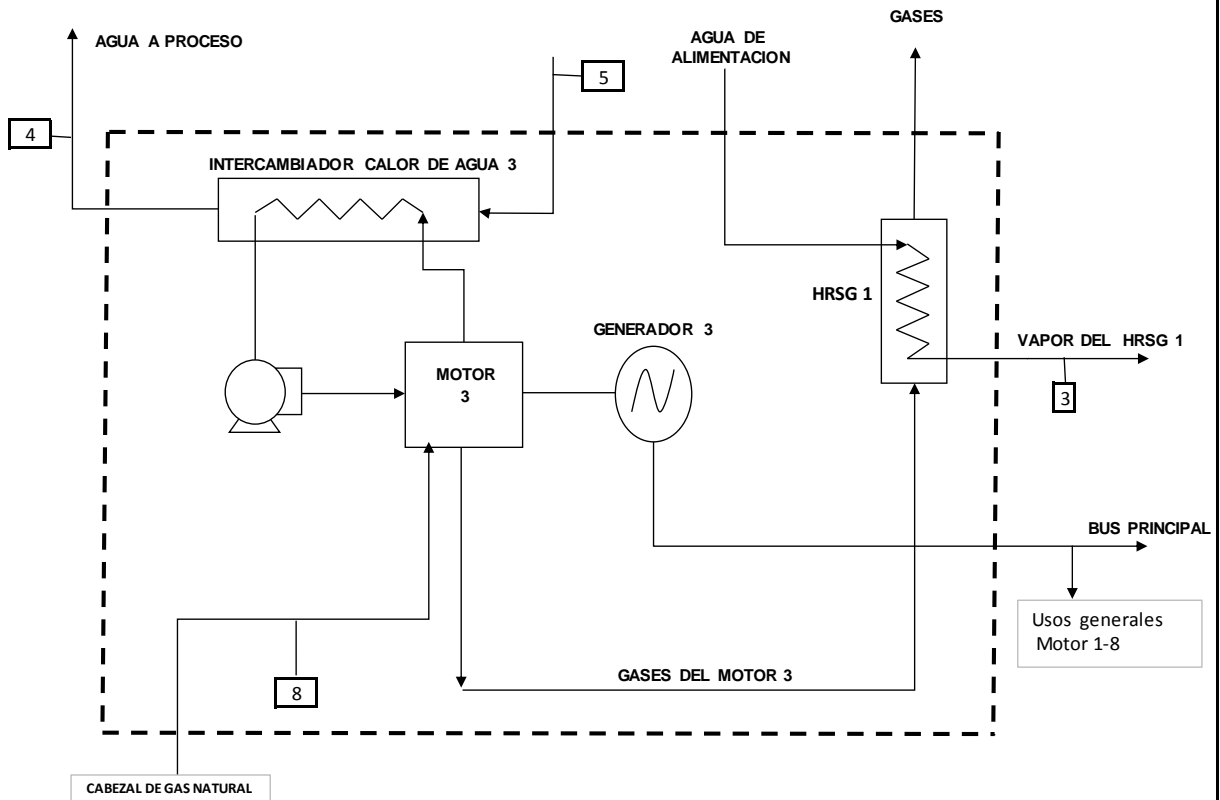 GASES
AGUA A PROCESO
AGUA DE
ALIMENTACION
5
4
INTERCAMBIADOR CALOR DE AGUA 3
HRSG 1
GENERADOR 3
VAPOR DEL HRSG 1
MOTOR
3
3
BUS PRINCIPAL
Usos generales
Motor 1-8
GASES DEL MOTOR 3
8
CABEZAL DE GAS NATURAL